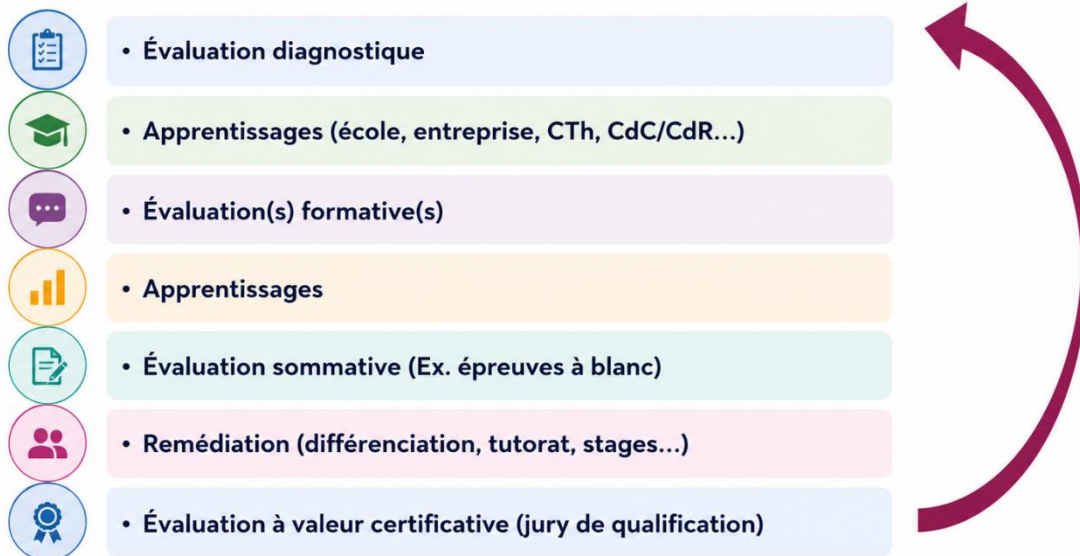 • Évaluation diagnostique
• Apprentissages (école, entreprise, CTh, CdC/CdR...)
• Évaluation(s) formative(s)
• Apprentissages
• Évaluation sommative (Ex. épreuves à blanc)
• Remédiation (différenciation, tutorat, stages...)
• Évaluation à valeur certificative (jury de qualification)